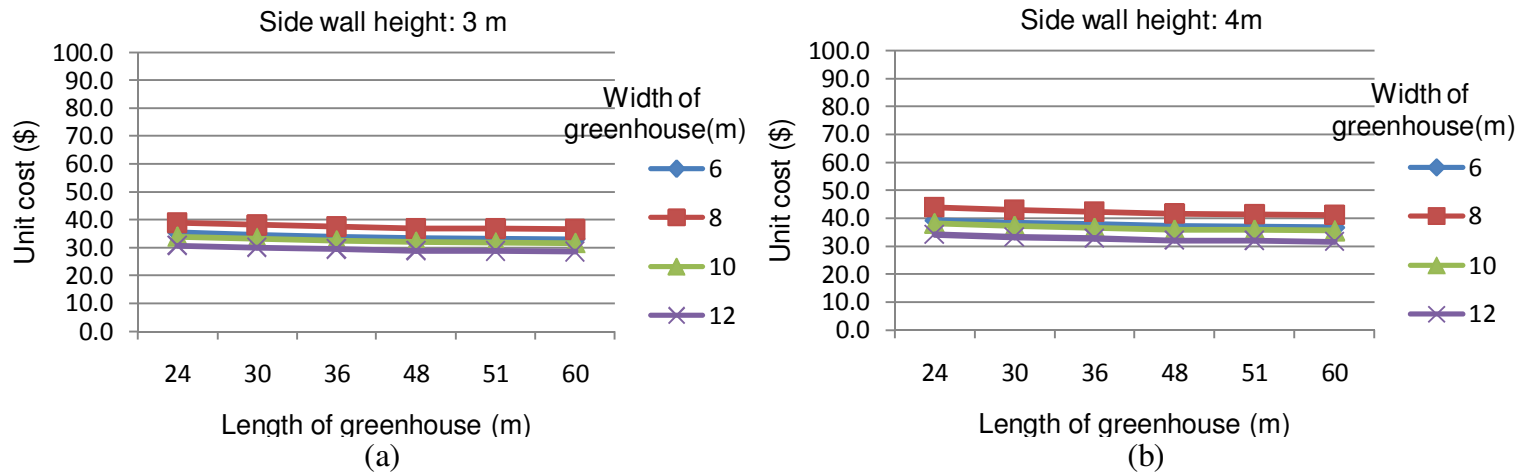 Side wall height: 3 m
100.0
90.0
80.0
70.0
60.0
50.0
40.0
30.0
20.0
10.0
0.0
Unit cost ($)
24 30 36 48 51 60
Length of greenhouse (m)
Width of
greenhouse(m)
6
8
10
12
(a)
Side wall height: 4m
100.0
90.0
80.0
70.0
60.0
50.0
40.0
30.0
20.0
10.0
0.0
Unit cost ($)
24 30 36 48 51 60
Length of greenhouse (m)
Width of
greenhouse(m)
6
8
10
12
(b)